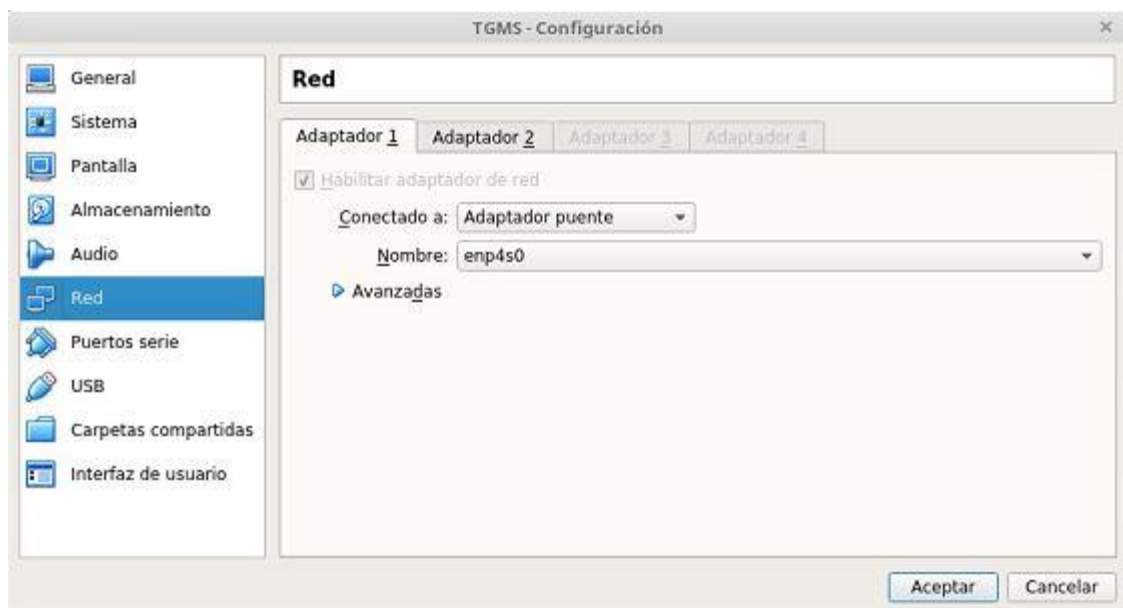 TGMS - Configuración
General
Sistema
Pantalla
Almacenamiento
Audio
Red
Puertos serie
USB
Carpetas compartidas
Interfaz de usuario
Red
Adaptador 1 Adaptador 2 Adaptador 3 Adaptador 4
Habilitar adaptador de red
Conectado a: Adaptador puente
Nombre: enp4s0
Avanzadas
Aceptar Cancelar